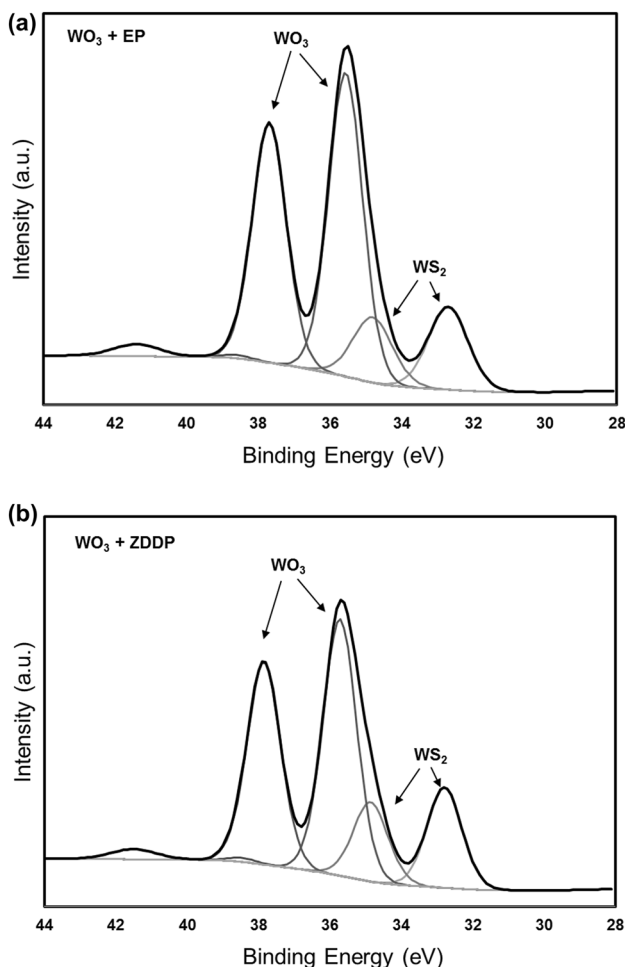 (a)
WO₃ + EP
WO₃
WS₂
Intensity (a.u.)
44 42 40 38 36 34 32 30 28
Binding Energy (eV)
(b)
WO₃ + ZDDP
WO₃
WS₂
Intensity (a.u.)
44 42 40 38 36 34 32 30 28
Binding Energy (eV)